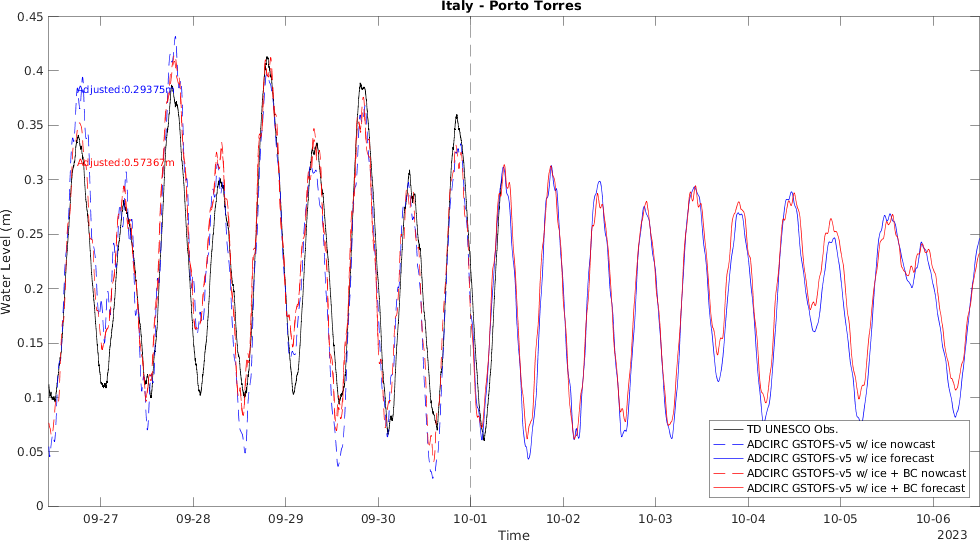 Italy - Porto Torres
0.45
0.4
0.35
0.3
0.25
0.2
0.15
0.1
0.05
0
Water Level (m)
Adjusted:0.29375m
Adjusted:0.57367m
TD UNESCO Obs.
ADCIRC GSTOFS-v5 w/ ice nowcast
ADCIRC GSTOFS-v5 w/ ice forecast
ADCIRC GSTOFS-v5 w/ ice + BC nowcast
ADCIRC GSTOFS-v5 w/ ice + BC forecast
09-27 09-28 09-29 09-30 10-01 10-02 10-03 10-04 10-05 10-06
Time
2023